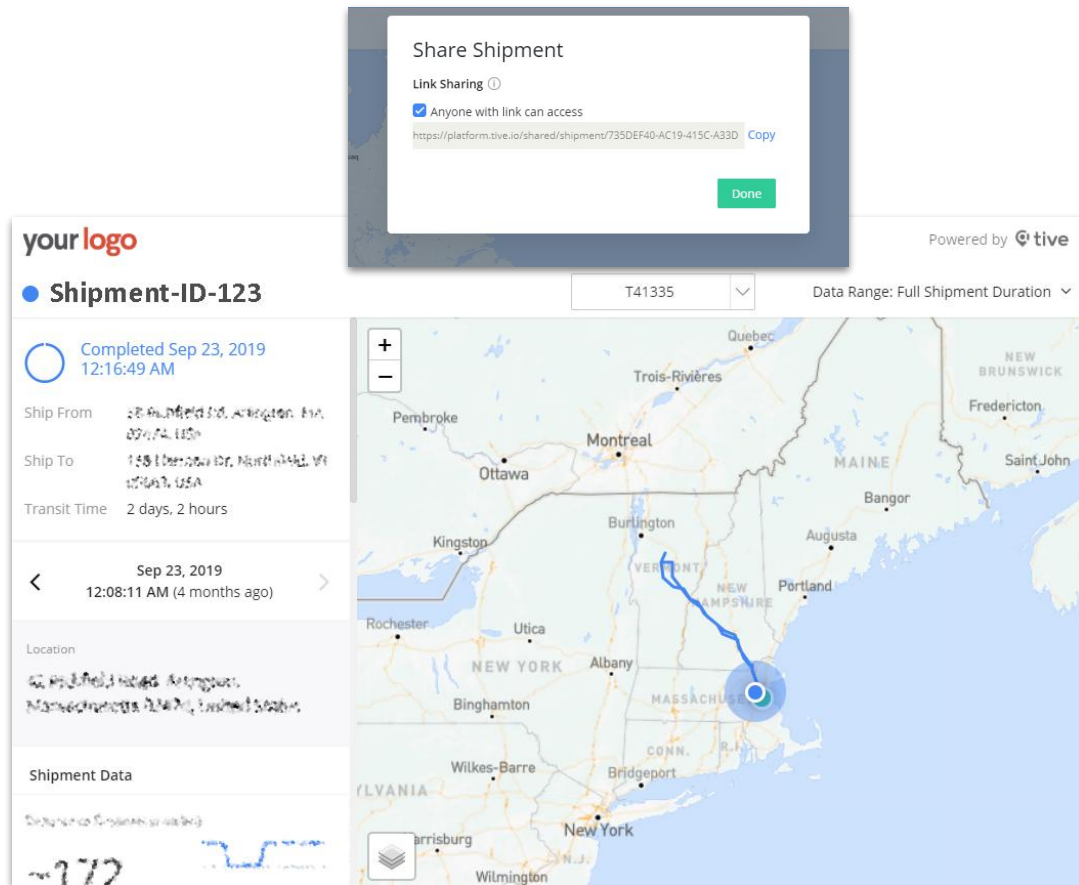 Share Shipment
Link Sharing
Anyone with link can access
https://platform.tive.io/shared/shipment/735DEF40-AC19-415C-A33D Copy
Done
your logo
Powered by tive
Shipment-ID-123
T41335
Data Range: Full Shipment Duration
Completed Sep 23, 2019
12:16:49 AM
Ship From
Ship To
Transit Time 2 days, 2 hours
Sep 23, 2019
12:08:11 AM (4 months ago)
Location
Shipment Data
+
−
Quebec
Trois-Rivières
NEW
BRUNSWICK
Fredericton
Pembroke
Montreal
Ottawa
MAINE
Saint John
Bangor
Burlington
Augusta
Kingston
VERMONT
NEW
HAMPSHIRE
Portland
Rochester
Utica
NEW YORK
Albany
Binghamton
CONN.
R.I.
Wilkes-Barre
Bridgeport
YLVANIA
New York
arrisburg
N.J.
Wilmington